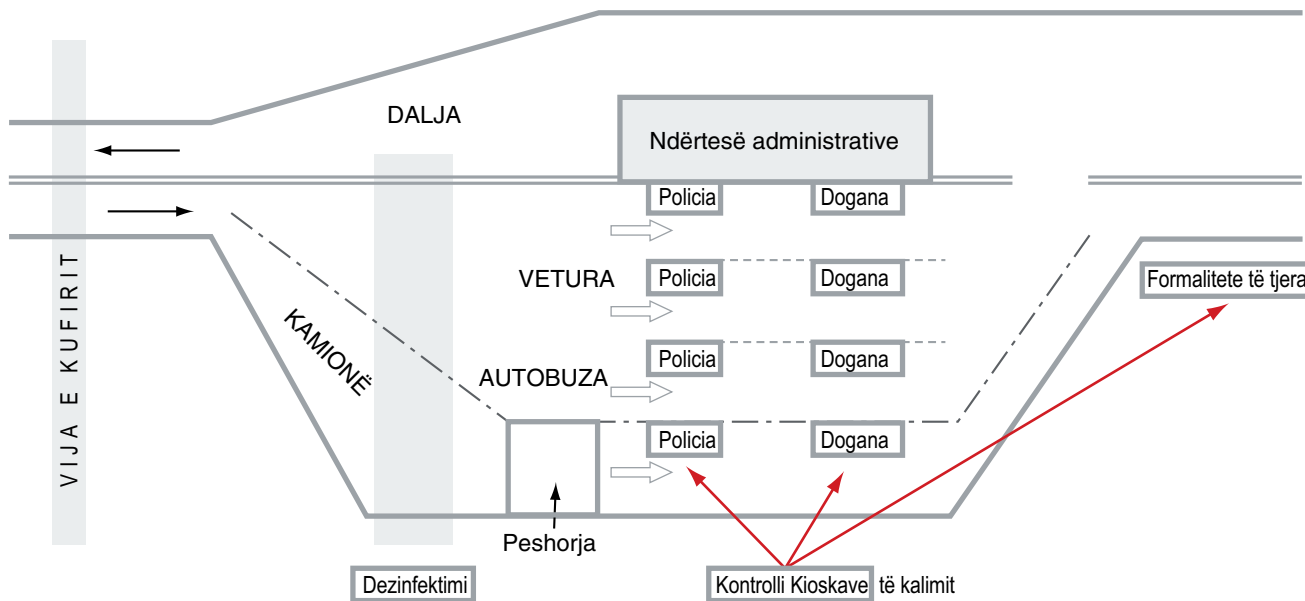 DALJA
Ndërtesë administrative
Policia
Dogana
VIJA E KUFIRIT
VETURA
Policia
Dogana
Formalitete të tjera
KAMIONË
Policia
Dogana
AUTOBUZA
Policia
Dogana
Peshorja
Dezinfektimi
Kontrolli Kioskave të kalimit